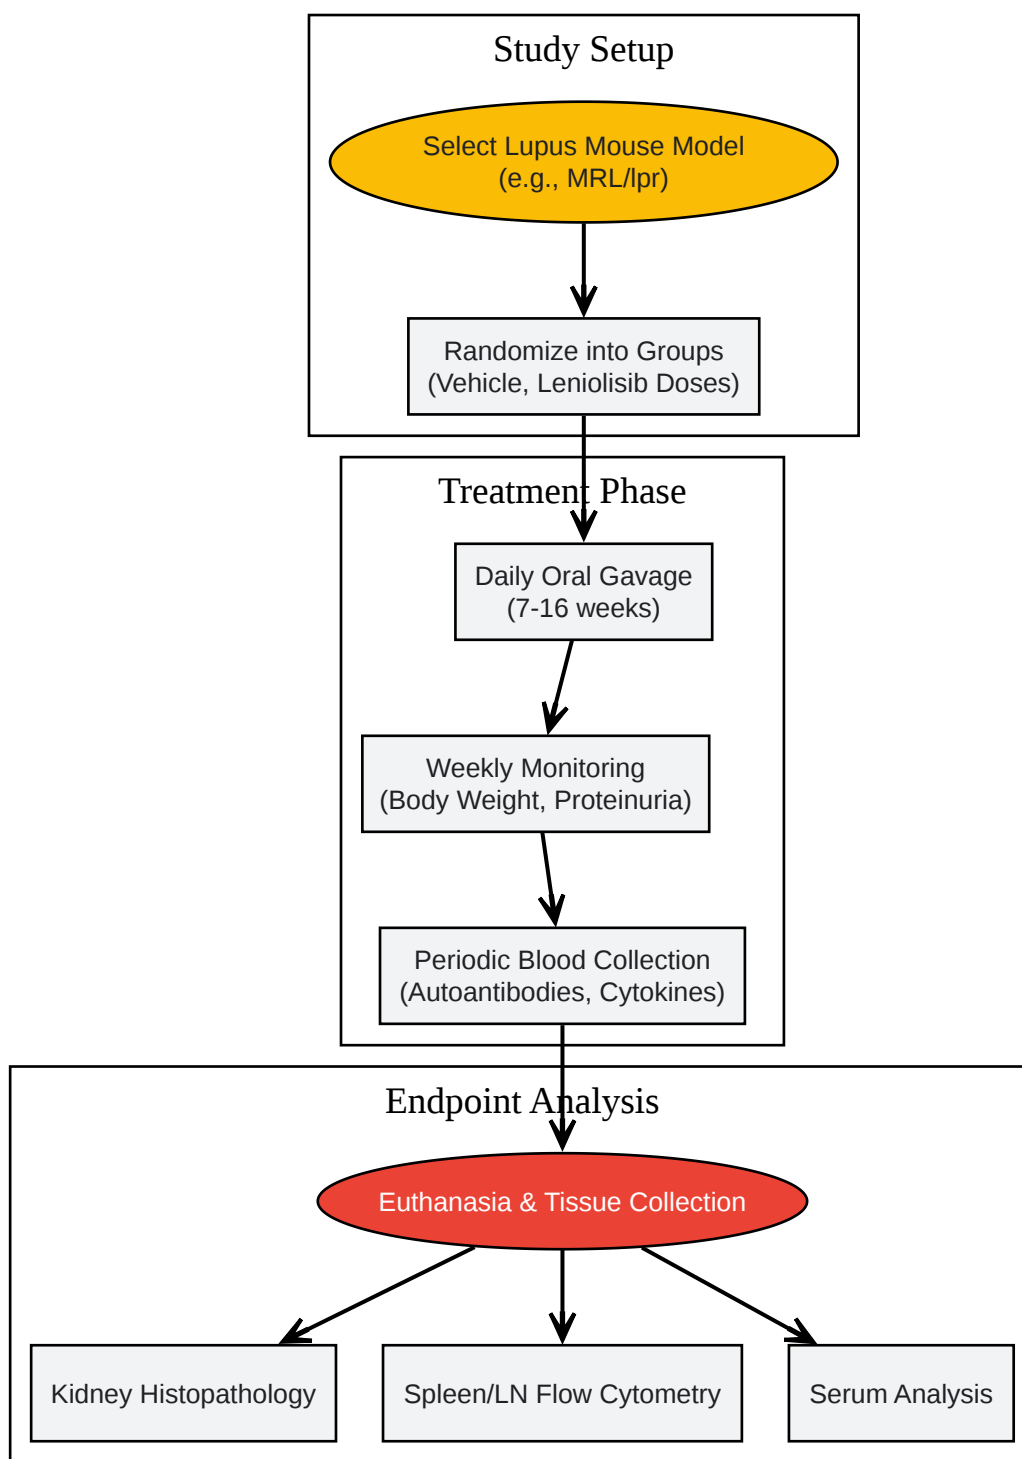 Study Setup
Select Lupus Mouse Model
(e.g., MRL/lpr)
Randomize into Groups
(Vehicle, Leniolisib Doses)
Treatment Phase
Daily Oral Gavage
(7-16 weeks)
Weekly Monitoring
(Body Weight, Proteinuria)
Periodic Blood Collection
(Autoantibodies, Cytokines)
Endpoint Analysis
Euthanasia & Tissue Collection
Kidney Histopathology
Spleen/LN Flow Cytometry
Serum Analysis